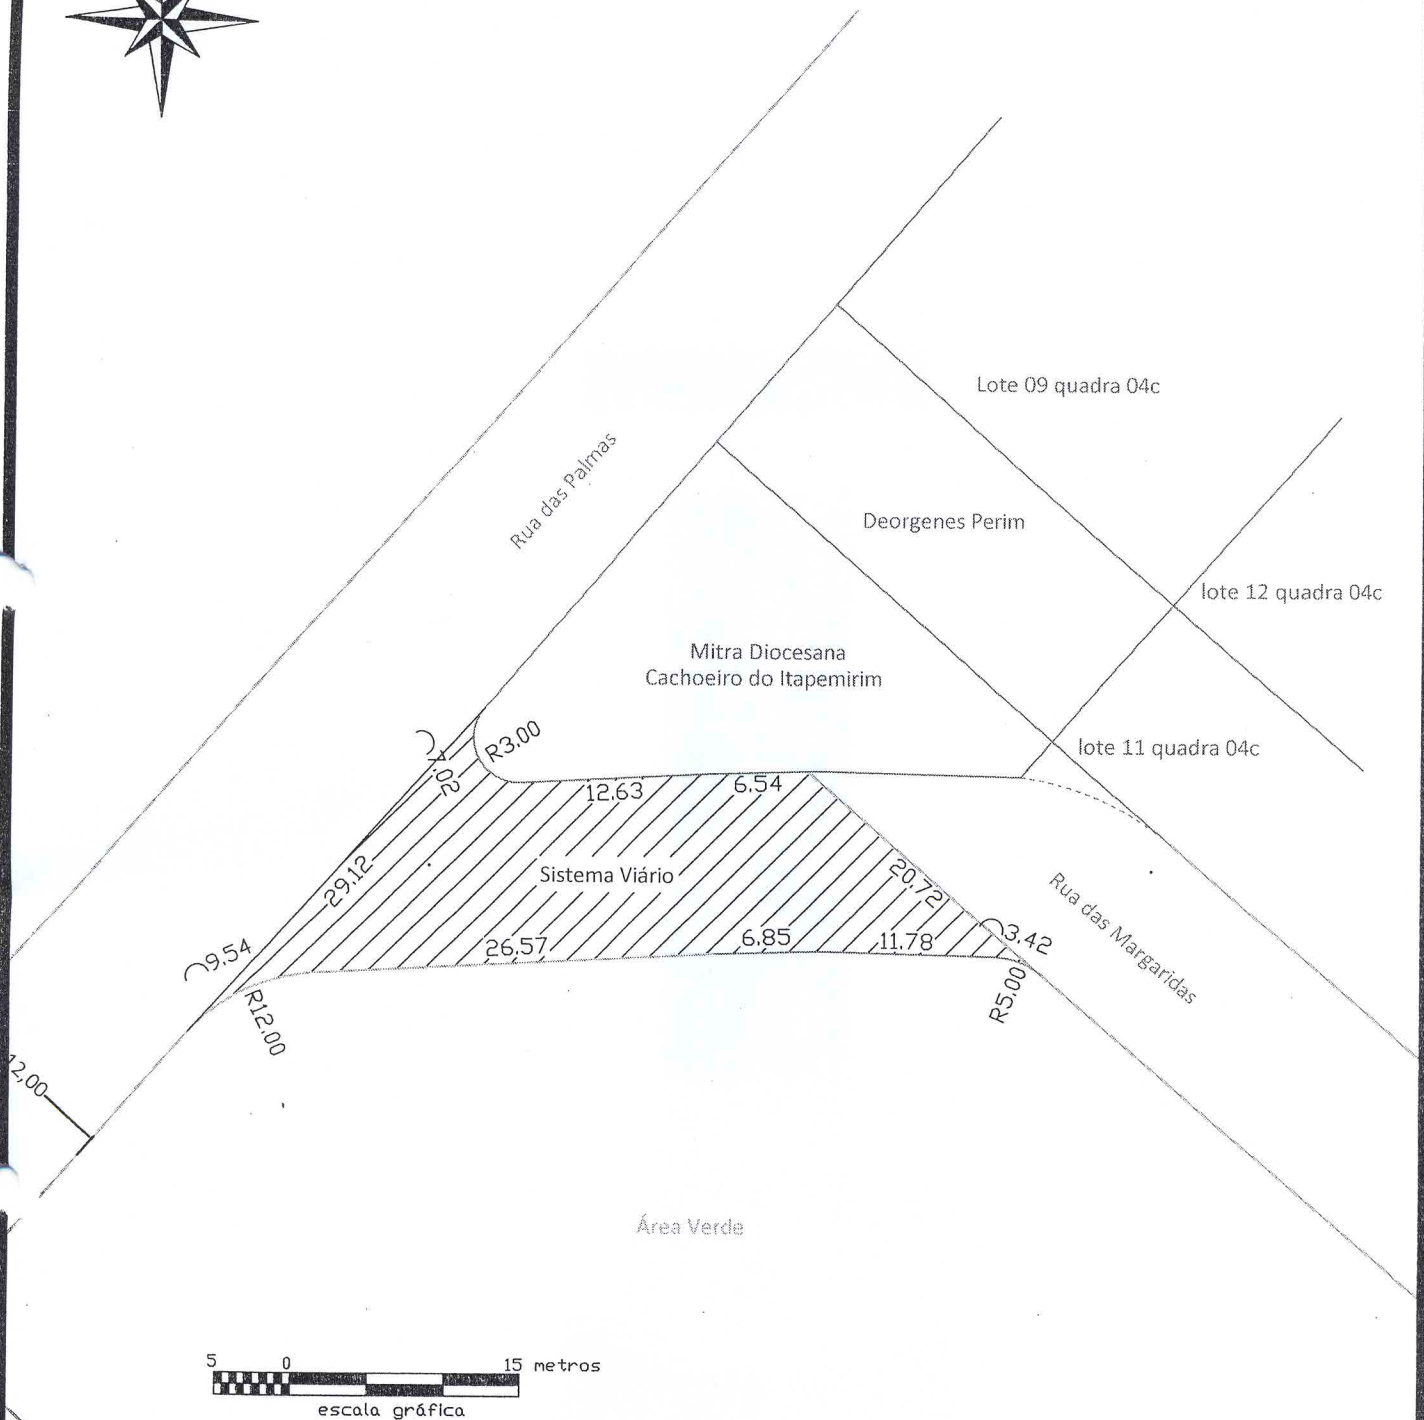 Lote 09 quadra 04c
Rua das Palmas
Deorgenes Perim
lote 12 quadra 04c
Mitra Diocesana
Cachoeiro do Itapemirim
lote 11 quadra 04c
R3.00
7.02
12.63
6.54
29.12
Sistema Viário
20.72
Rua das Margaridas
9.54
26.57
6.85
11.78
3.42
R12.00
R5.00
12,00
Área Verde
5 0 15 metros
escala gráfica